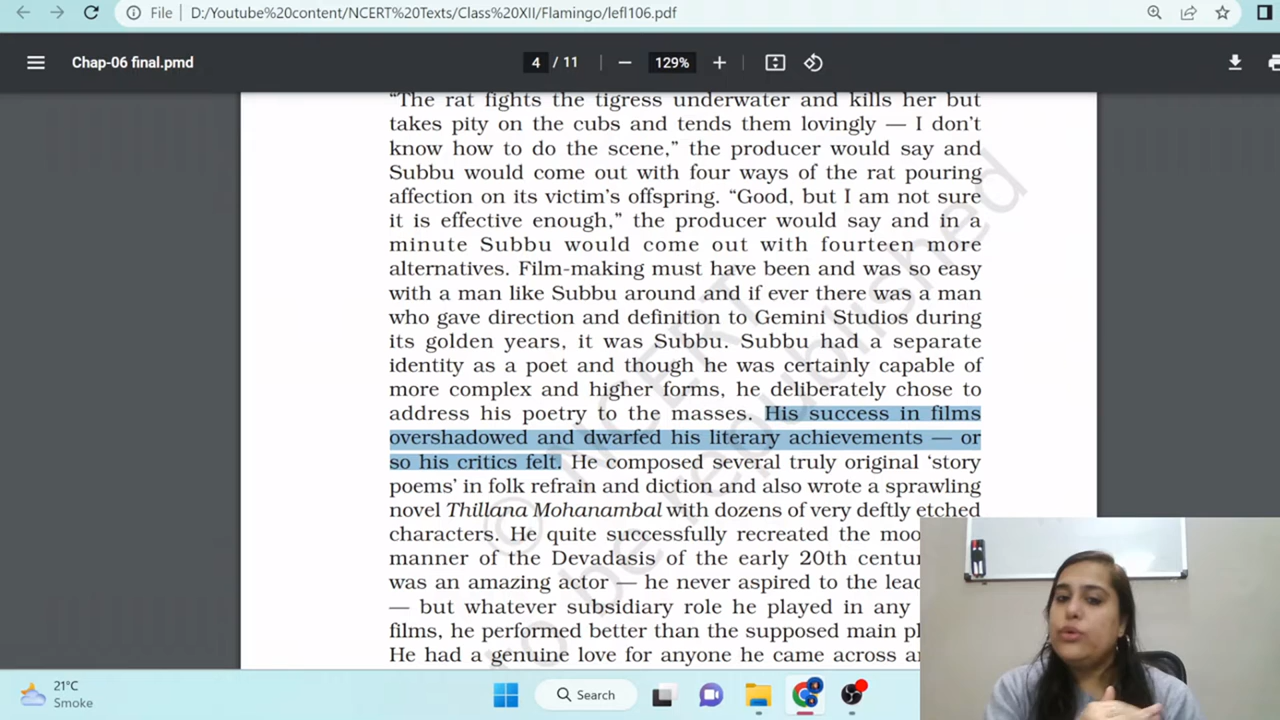 File
D:/Youtube%20content/NCERT%20Texts/Class%20XII/Flamingo/lefl106.pdf
Chap-06 final.pmd
4 / 11
129%
“The rat fights the tigress underwater and kills her but
takes pity on the cubs and tends them lovingly — I don’t
know how to do the scene,” the producer would say and
Subbu would come out with four ways of the rat pouring
affection on its victim’s offspring. “Good, but I am not sure
it is effective enough,” the producer would say and in a
minute Subbu would come out with fourteen more
alternatives. Film-making must have been and was so easy
with a man like Subbu around and if ever there was a man
who gave direction and definition to Gemini Studios during
its golden years, it was Subbu. Subbu had a separate
identity as a poet and though he was certainly capable of
more complex and higher forms, he deliberately chose to
address his poetry to the masses. His success in films
overshadowed and dwarfed his literary achievements — or
so his critics felt. He composed several truly original ‘story
poems’ in folk refrain and diction and also wrote a sprawling
novel Thillana Mohanambal with dozens of very deftly etched
characters. He quite successfully recreated the moo
manner of the Devadasis of the early 20th centu
was an amazing actor — he never aspired to the lea
— but whatever subsidiary role he played in any
films, he performed better than the supposed main pl
He had a genuine love for anyone he came across a
© NCERT
to be republished
21°C
Smoke
Search